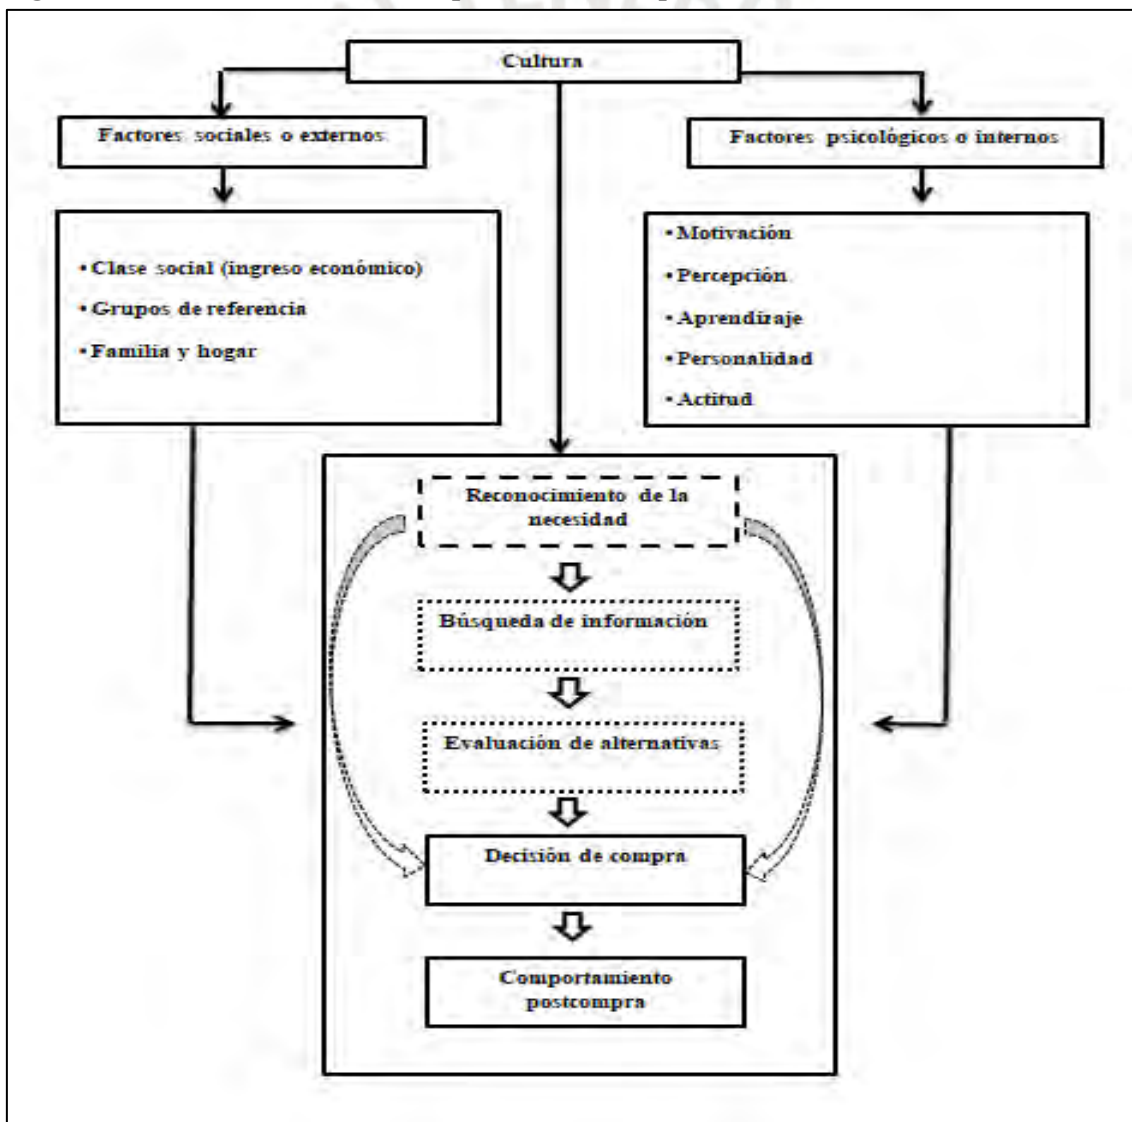 Cultura
Factores sociales o externos
Factores psicológicos o internos
• Clase social (ingreso económico)
• Grupos de referencia
• Familia y hogar
• Motivación
• Percepción
• Aprendizaje
• Personalidad
• Actitud
Reconocimiento de la
necesidad
Búsqueda de información
Evaluación de alternativas
Decisión de compra
Comportamiento
postcompra